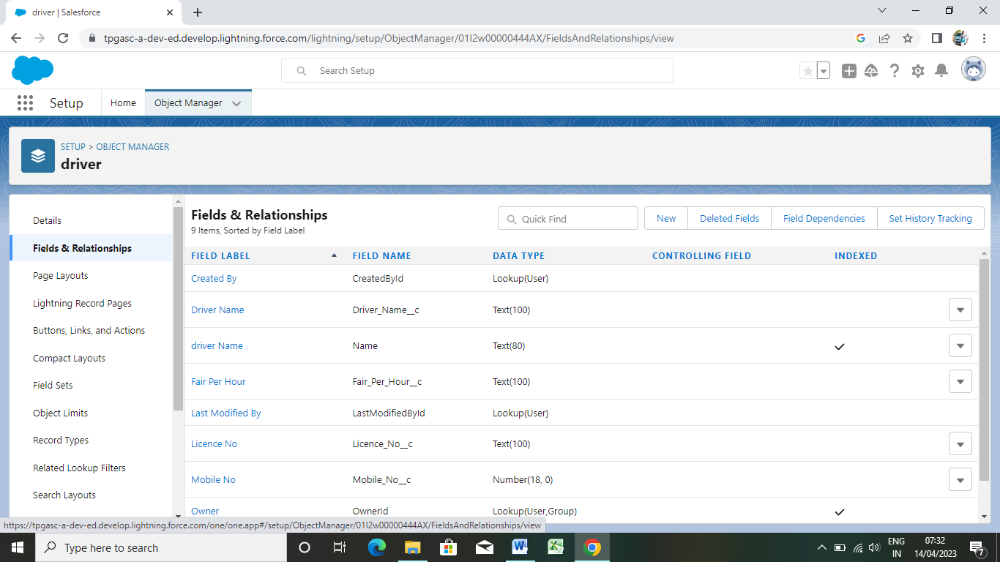 driver | Salesforce
tpgasc-a-dev-ed.develop.lightning.force.com/lightning/setup/ObjectManager/01I2w00000444AX/FieldsAndRelationships/view
Search Setup
Setup
Home
Object Manager
SETUP > OBJECT MANAGER
driver
Details
Fields & Relationships
Page Layouts
Lightning Record Pages
Buttons, Links, and Actions
Compact Layouts
Field Sets
Object Limits
Record Types
Related Lookup Filters
Search Layouts
Fields & Relationships
9 Items, Sorted by Field Label
Quick Find
New
Deleted Fields
Field Dependencies
Set History Tracking
FIELD LABEL FIELD NAME DATA TYPE CONTROLLING FIELD INDEXED
Created By CreatedById Lookup(User)
Driver Name Driver_Name__c Text(100)
driver Name Name Text(80)
Fair Per Hour Fair_Per_Hour__c Text(100)
Last Modified By LastModifiedById Lookup(User)
Licence No Licence_No__c Text(100)
Mobile No Mobile_No__c Number(18, 0)
Owner OwnerId Lookup(User,Group)
https://tpgasc-a-dev-ed.develop.lightning.force.com/one/one.app#/setup/ObjectManager/01I2w00000444AX/FieldsAndRelationships/view
Type here to search
ENG
IN
07:32
14/04/2023
7